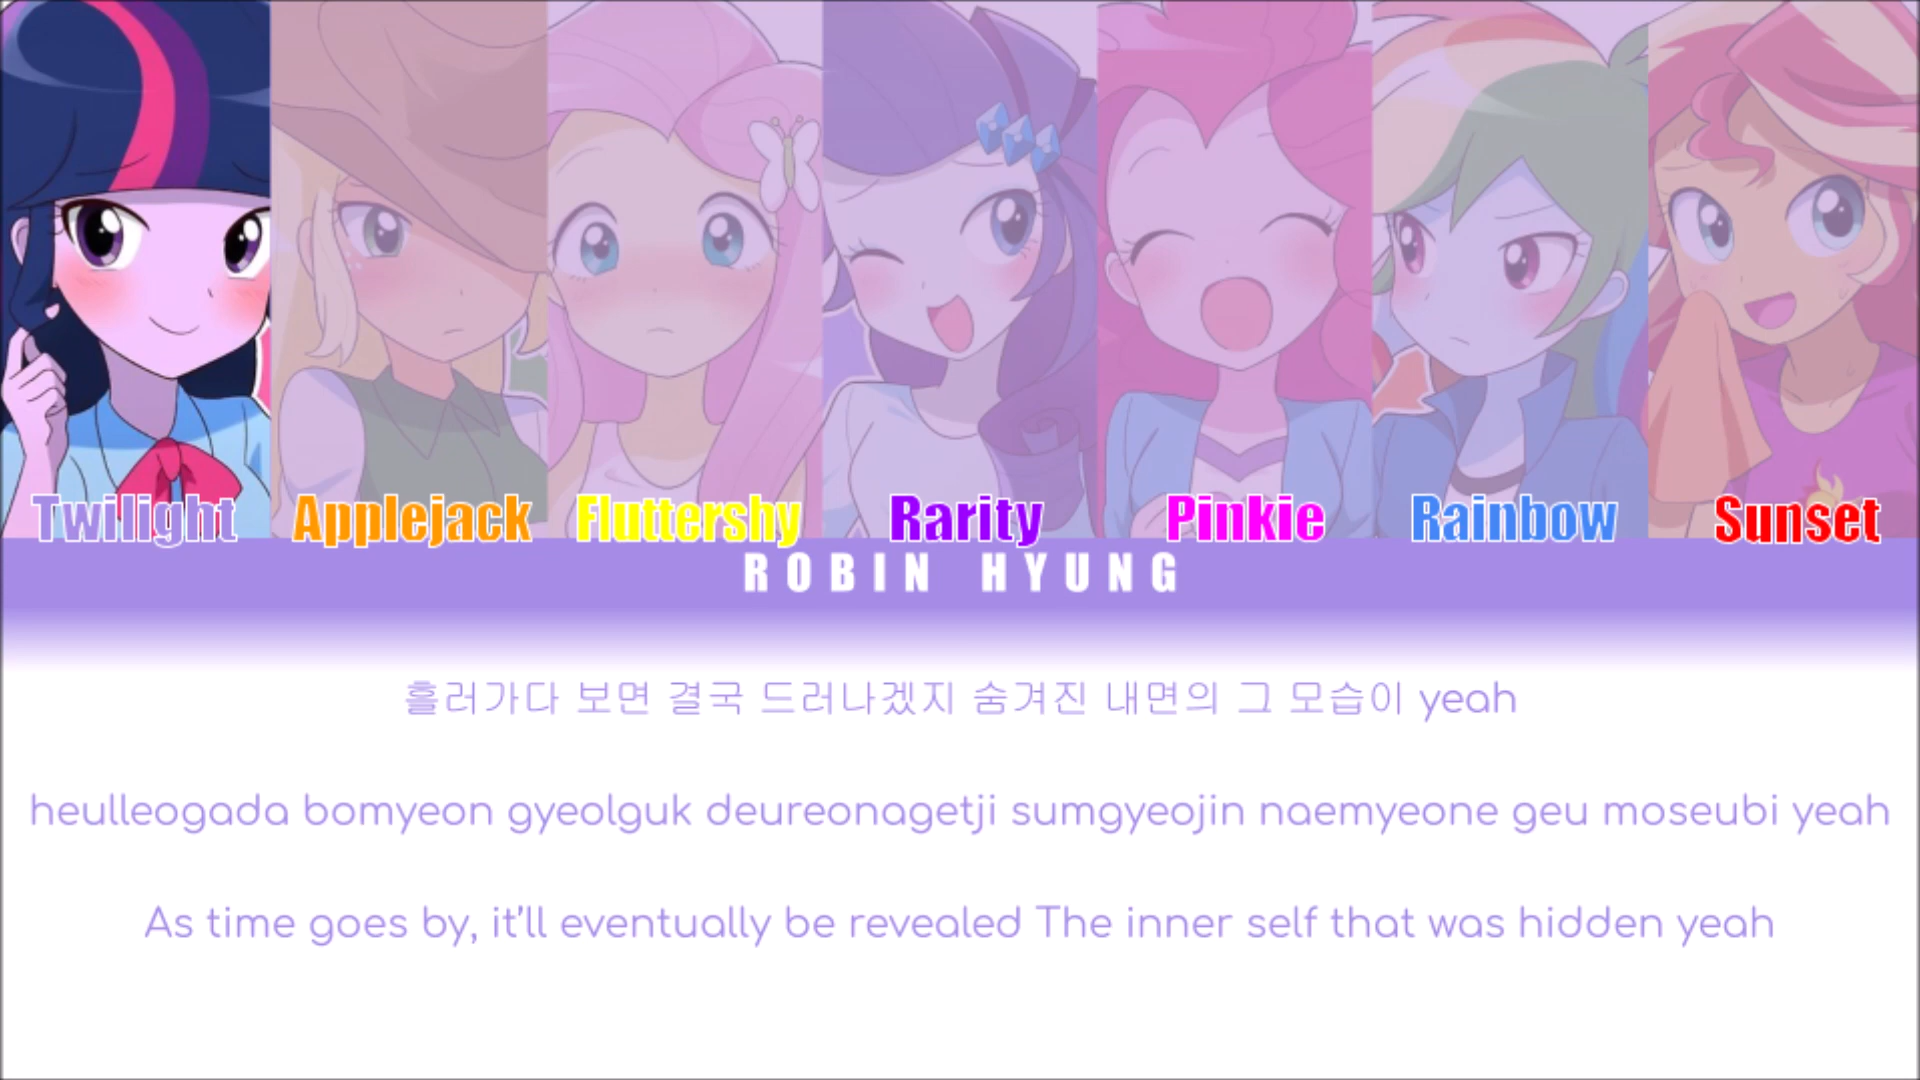 Twilight Applejack Fluttershy Rarity Pinkie Rainbow Sunset
ROBIN HYUNG
흘러가다 보면 결국 드러나겠지 숨겨진 내면의 그 모습이 yeah
heulleogada bomyeon gyeolguk deureonagetji sumgyeojin naemyeone geu moseubi yeah
As time goes by, it'll eventually be revealed The inner self that was hidden yeah